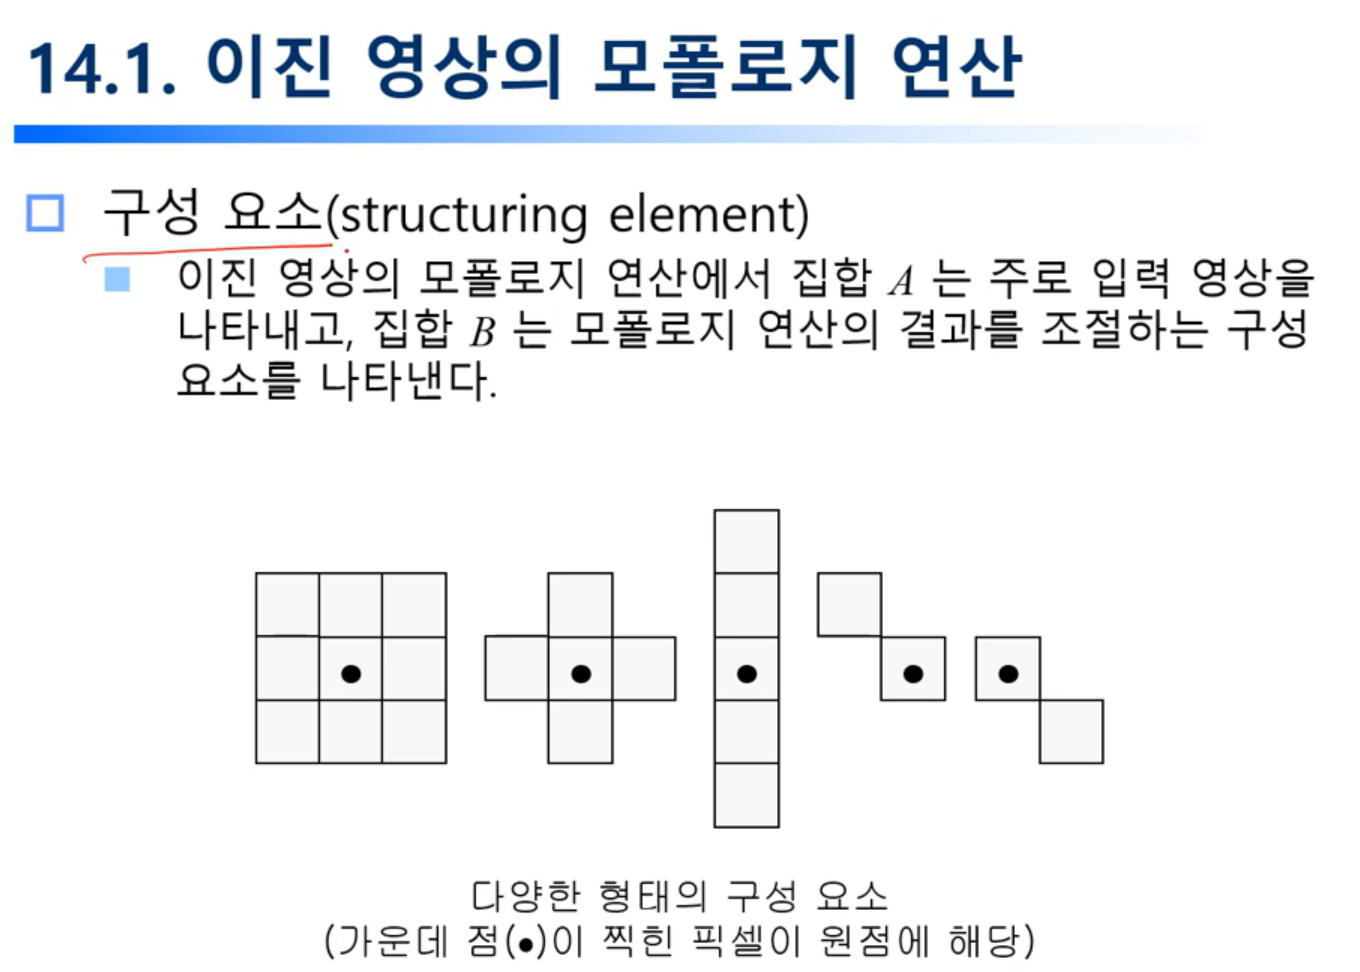 14.1. 이진 영상의 모폴로지 연산
구성 요소(structuring element)
이진 영상의 모폴로지 연산에서 집합 A 는 주로 입력 영상을
나타내고, 집합 B 는 모폴로지 연산의 결과를 조절하는 구성
요소를 나타낸다.
다양한 형태의 구성 요소
(가운데 점(●)이 찍힌 픽셀이 원점에 해당)